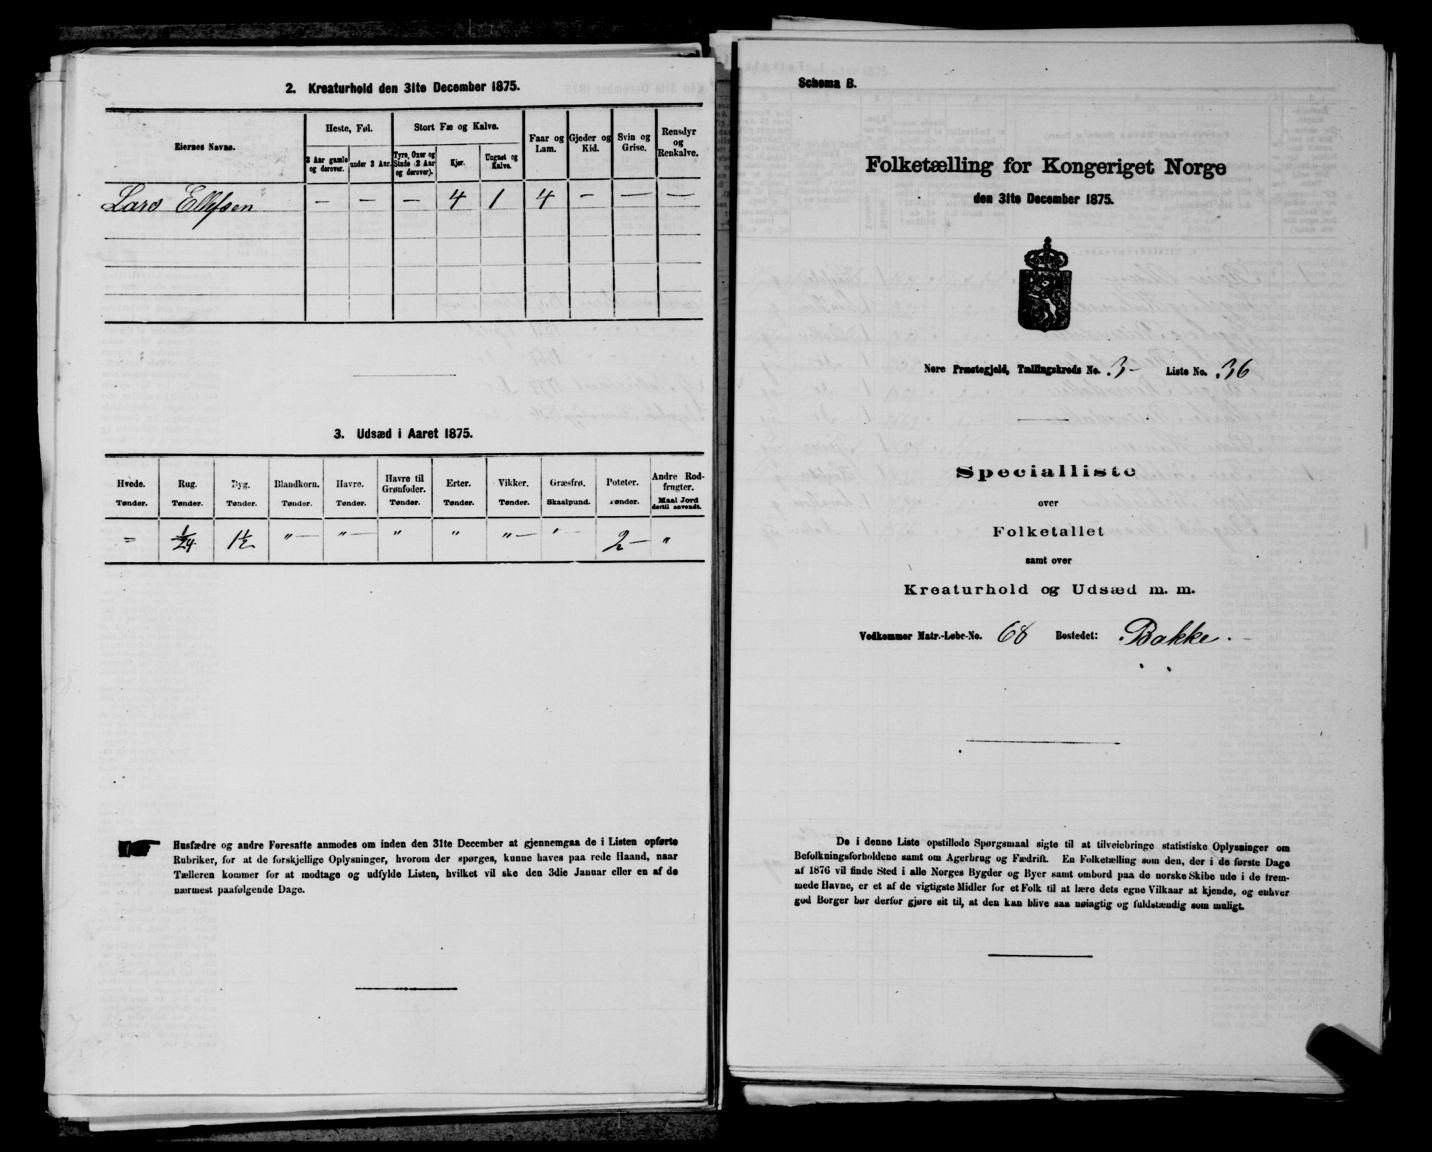 2. Kreaturhold den 31te December 1875.
Eiernes Navne.
Heste, Føl.
3 Aar gamle og derover.
under 3 Aar.
Stort Fæ og Kalve.
Tyre, Oxer og Stude (2 Aar og derover).
Kjør.
Ungnød og Kalve.
Faar og Lam.
Gjeder og Kid.
Svin og Grise.
Rensdyr og Renkalve.
Lars Ellefsen — — — 4 1 4 — — —
3. Udsæd i Aaret 1875.
Hvede. Rug. Byg. Blandkorn. Havre. Havre til Grønfoder. Erter. Vikker. Græsfrø. Poteter. Andre Rodfrugter.
Tønder. Tønder. Tønder. Tønder. Tønder. Tønder. Tønder. Tønder. Skaalpund. Tønder. Maal Jord dertil anvendt.
" 1/24 1½ "— "— " " "— "— 2— "
Husfædre og andre Foresatte anmodes om inden den 31te December at gjennemgaa de i Listen opførte
Rubriker, for at de forskjellige Oplysninger, hvorom der spørges, kunne haves paa rede Haand, naar
Tælleren kommer for at modtage og udfylde Listen, hvilket vil ske den 3die Januar eller en af de
nærmest paafølgende Dage.
Schema B.
Folketælling for Kongeriget Norge
den 31te December 1875.
Nore Præstegjeld, Tællingskreds No. 3- Liste No. 36
Specialliste
over
Folketallet
samt over
Kreaturhold og Udsæd m. m.
Vedkommer Matr.-Løbe-No. 68 Bostedet: Bakke.
De i denne Liste opstillede Spørgsmaal sigte til at tilveiebringe statistiske Oplysninger om
Befolkningsforholdene samt om Agerbrug og Fædrift. En Folketælling som den, der i de første Dage
af 1876 vil finde Sted i alle Norges Bygder og Byer samt ombord paa de norske Skibe ude i de frem-
mede Havne, er et af de vigtigste Midler for et Folk til at lære dets egne Vilkaar at kjende, og enhver
god Borger bør derfor gjøre sit til, at den kan blive saa nøiagtig og fuldstændig som muligt.